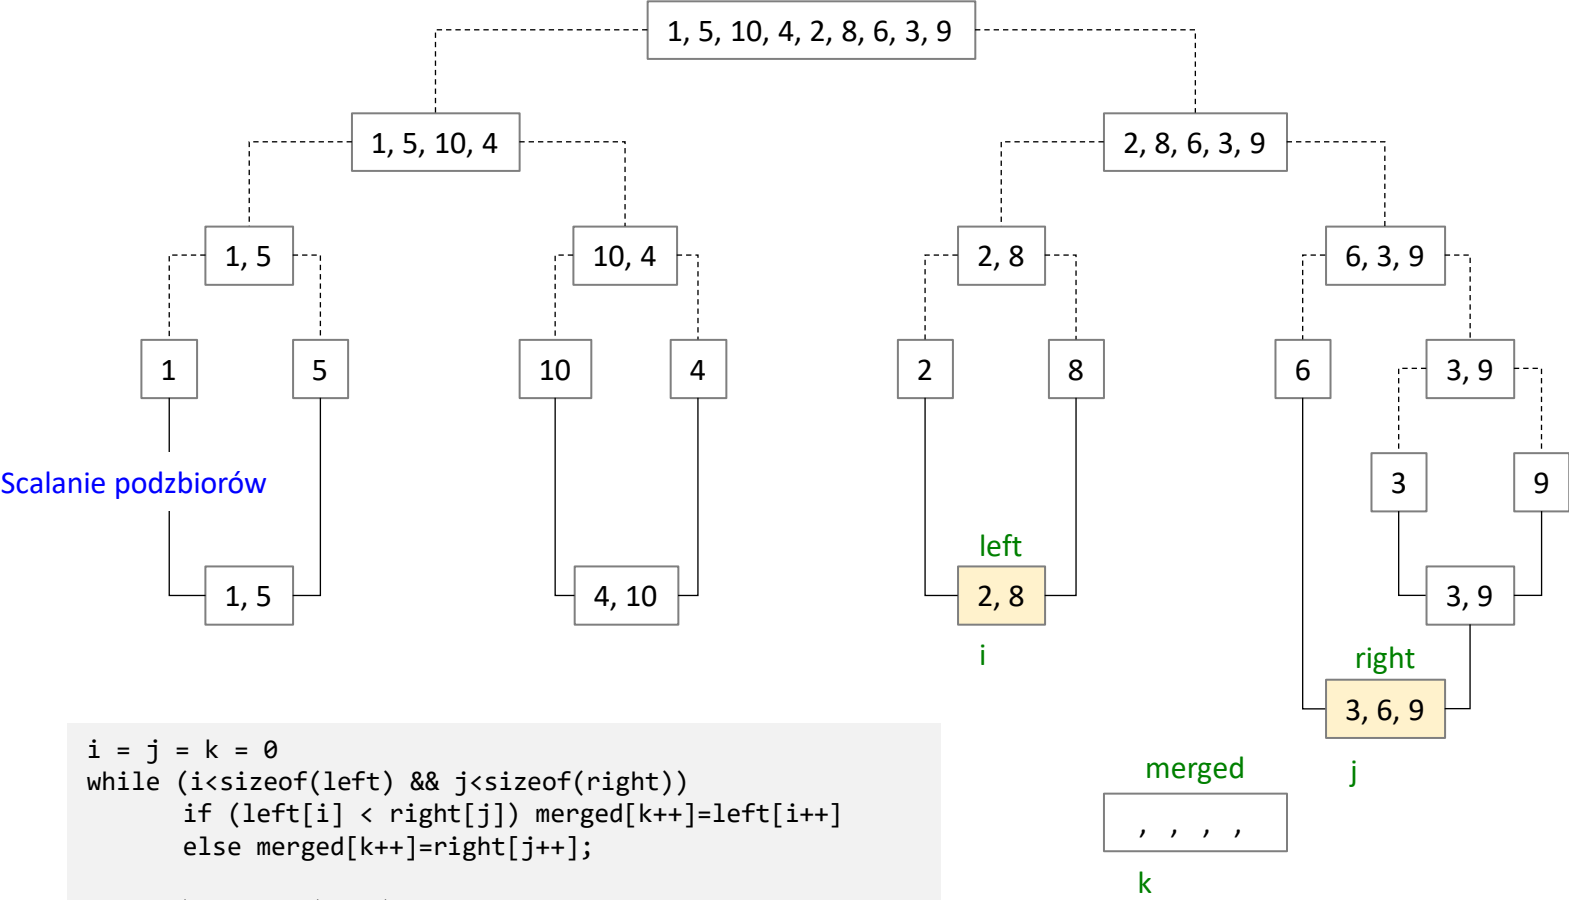 1, 5, 10, 4, 2, 8, 6, 3, 9
1, 5, 10, 4
2, 8, 6, 3, 9
1, 5
10, 4
2, 8
6, 3, 9
1
5
10
4
2
8
6
3, 9
Scalanie podzbiorów
3
9
left
1, 5
4, 10
2, 8
3, 9
i
right
3, 6, 9
i = j = k = 0
while (i<sizeof(left) && j<sizeof(right))
if (left[i] < right[j]) merged[k++]=left[i++]
else merged[k++]=right[j++];
merged
j
, , , ,
k